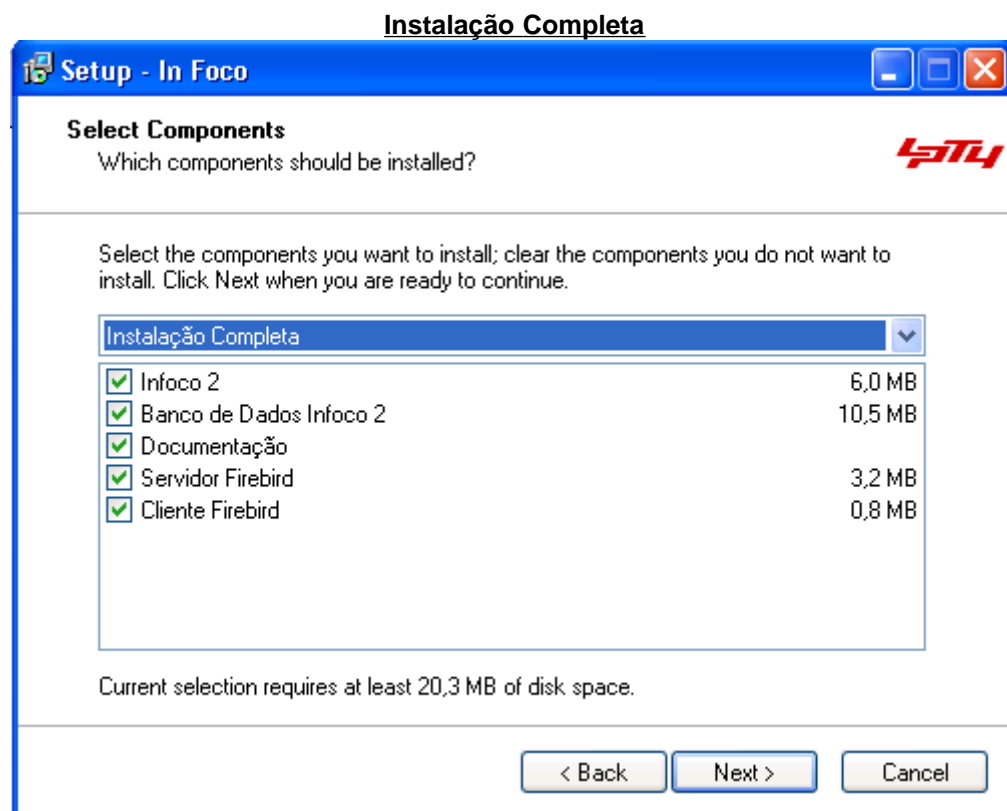 Instalação Completa
Setup - In Foco
Select Components
Which components should be installed?
Select the components you want to install; clear the components you do not want to
install. Click Next when you are ready to continue.
Instalação Completa
Infoco 2 6,0 MB
Banco de Dados Infoco 2 10,5 MB
Documentação
Servidor Firebird 3,2 MB
Cliente Firebird 0,8 MB
Current selection requires at least 20,3 MB of disk space.
< Back Next > Cancel